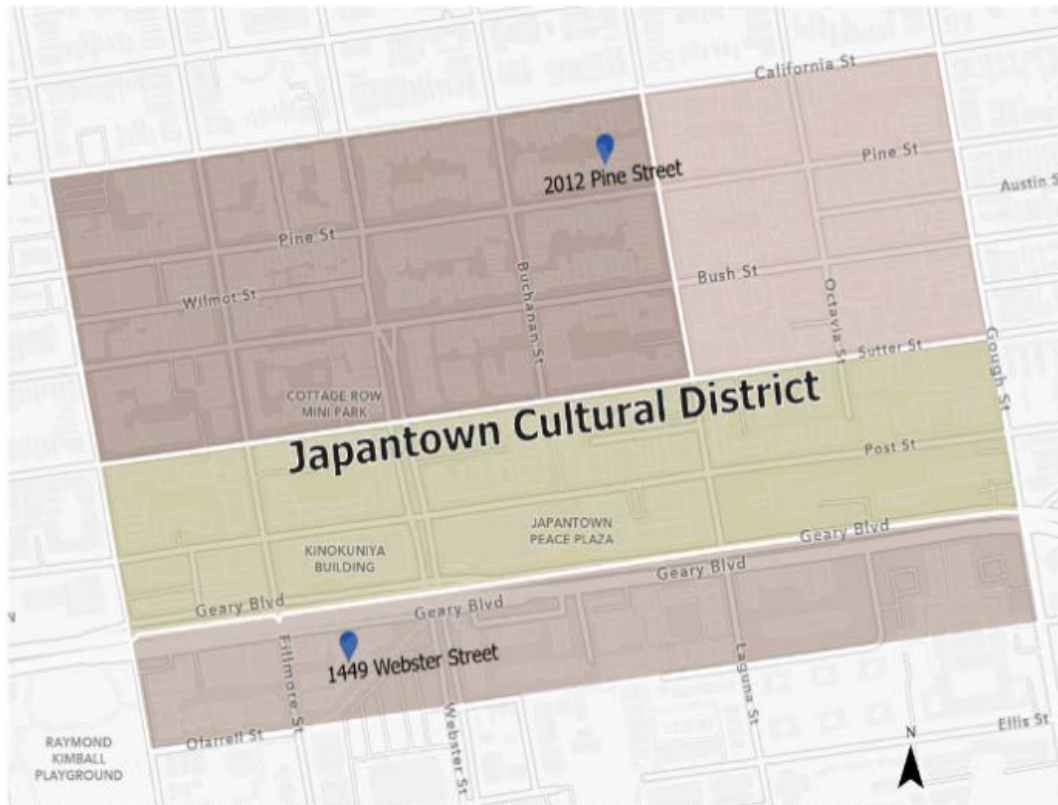 California St
Pine St
Austin S
2012 Pine Street
Pine St
Bush St
Wilmot St
Buchanan St
Octavia St
Sutter St
Gough St
COTTAGE ROW
MINI PARK
Japantown Cultural District
Post St
JAPANTOWN
PEACE PLAZA
KINOKUNIYA
BUILDING
Geary Blvd
Geary Blvd
Geary Blvd
Geary Blvd
1449 Webster Street
Fillmore St
Webster St
Laguna St
Ofarrell St
RAYMOND
KIMBALL
PLAYGROUND
Ellis St
N